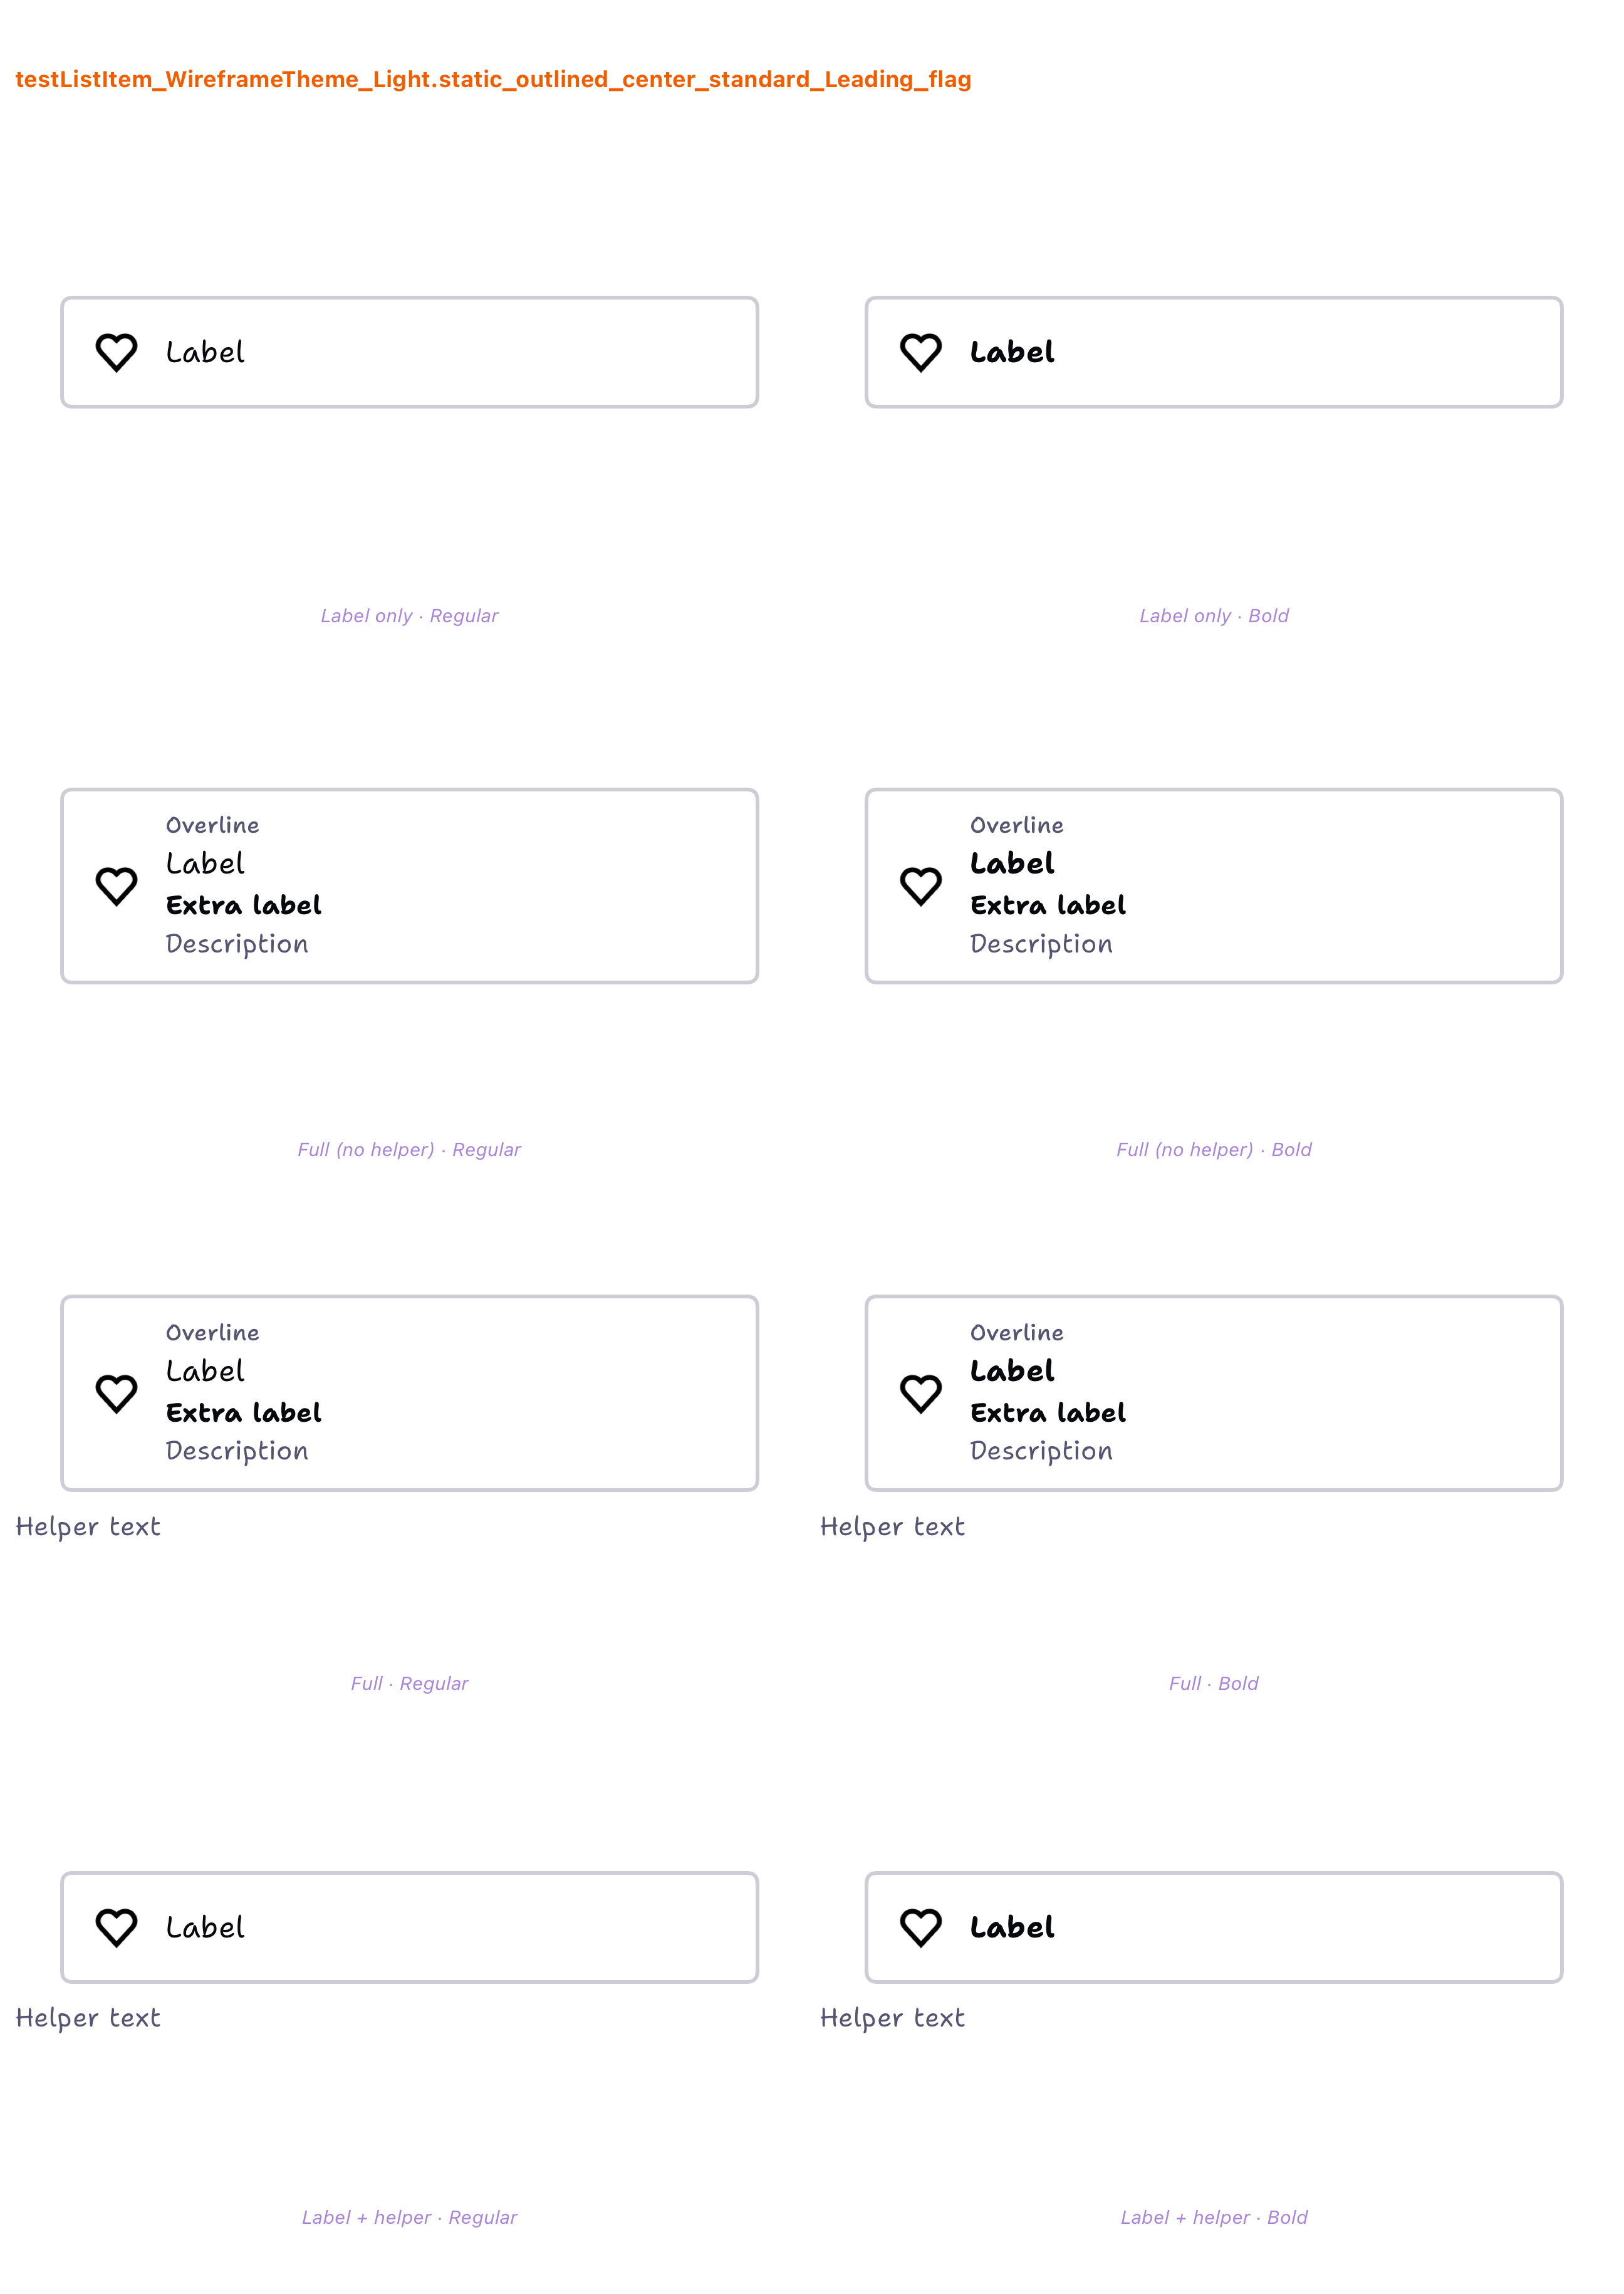 testListItem_WireframeTheme_Light.static_outlined_center_standard_Leading_flag
Label
Label
Label only · Regular
Label only · Bold
Overline
Label
Extra label
Description
Overline
Label
Extra label
Description
Full (no helper) · Regular
Full (no helper) · Bold
Overline
Label
Extra label
Description
Helper text
Overline
Label
Extra label
Description
Helper text
Full · Regular
Full · Bold
Label
Helper text
Label
Helper text
Label + helper · Regular
Label + helper · Bold